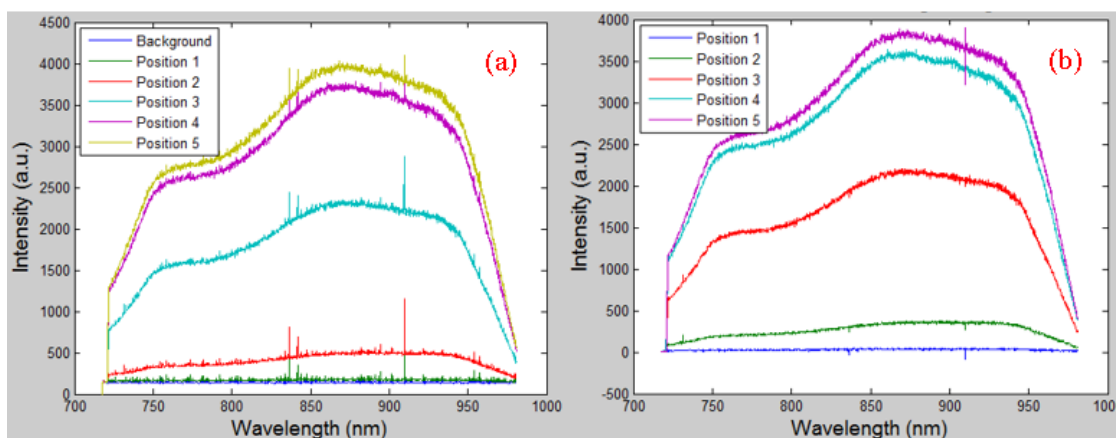 4500
4000
3500
3000
2500
2000
1500
1000
500
0
Intensity (a.u.)
Background
Position 1
Position 2
Position 3
Position 4
Position 5
(a)
700 750 800 850 900 950 1000
Wavelength (nm)
4000
3500
3000
2500
2000
1500
1000
500
0
-500
Intensity (a.u.)
Position 1
Position 2
Position 3
Position 4
Position 5
(b)
700 750 800 850 900 950 100
Wavelength (nm)